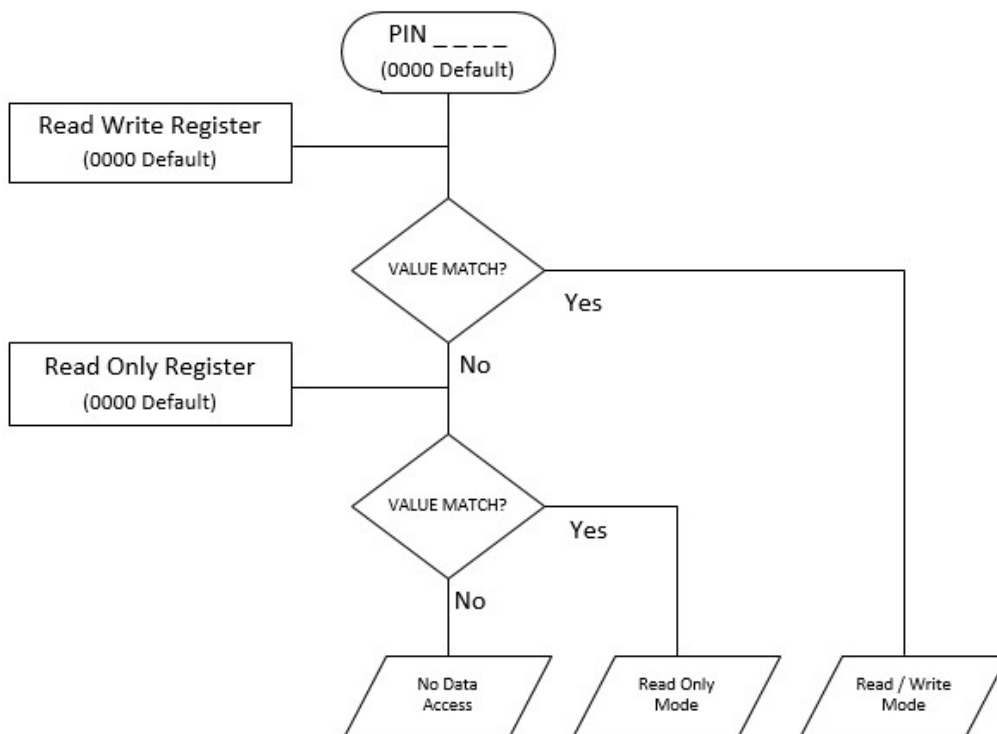 PIN _ _ _ _
(0000 Default)
Read Write Register
(0000 Default)
VALUE MATCH?
Yes
No
Read Only Register
(0000 Default)
VALUE MATCH?
Yes
No
No Data
Access
Read Only
Mode
Read / Write
Mode